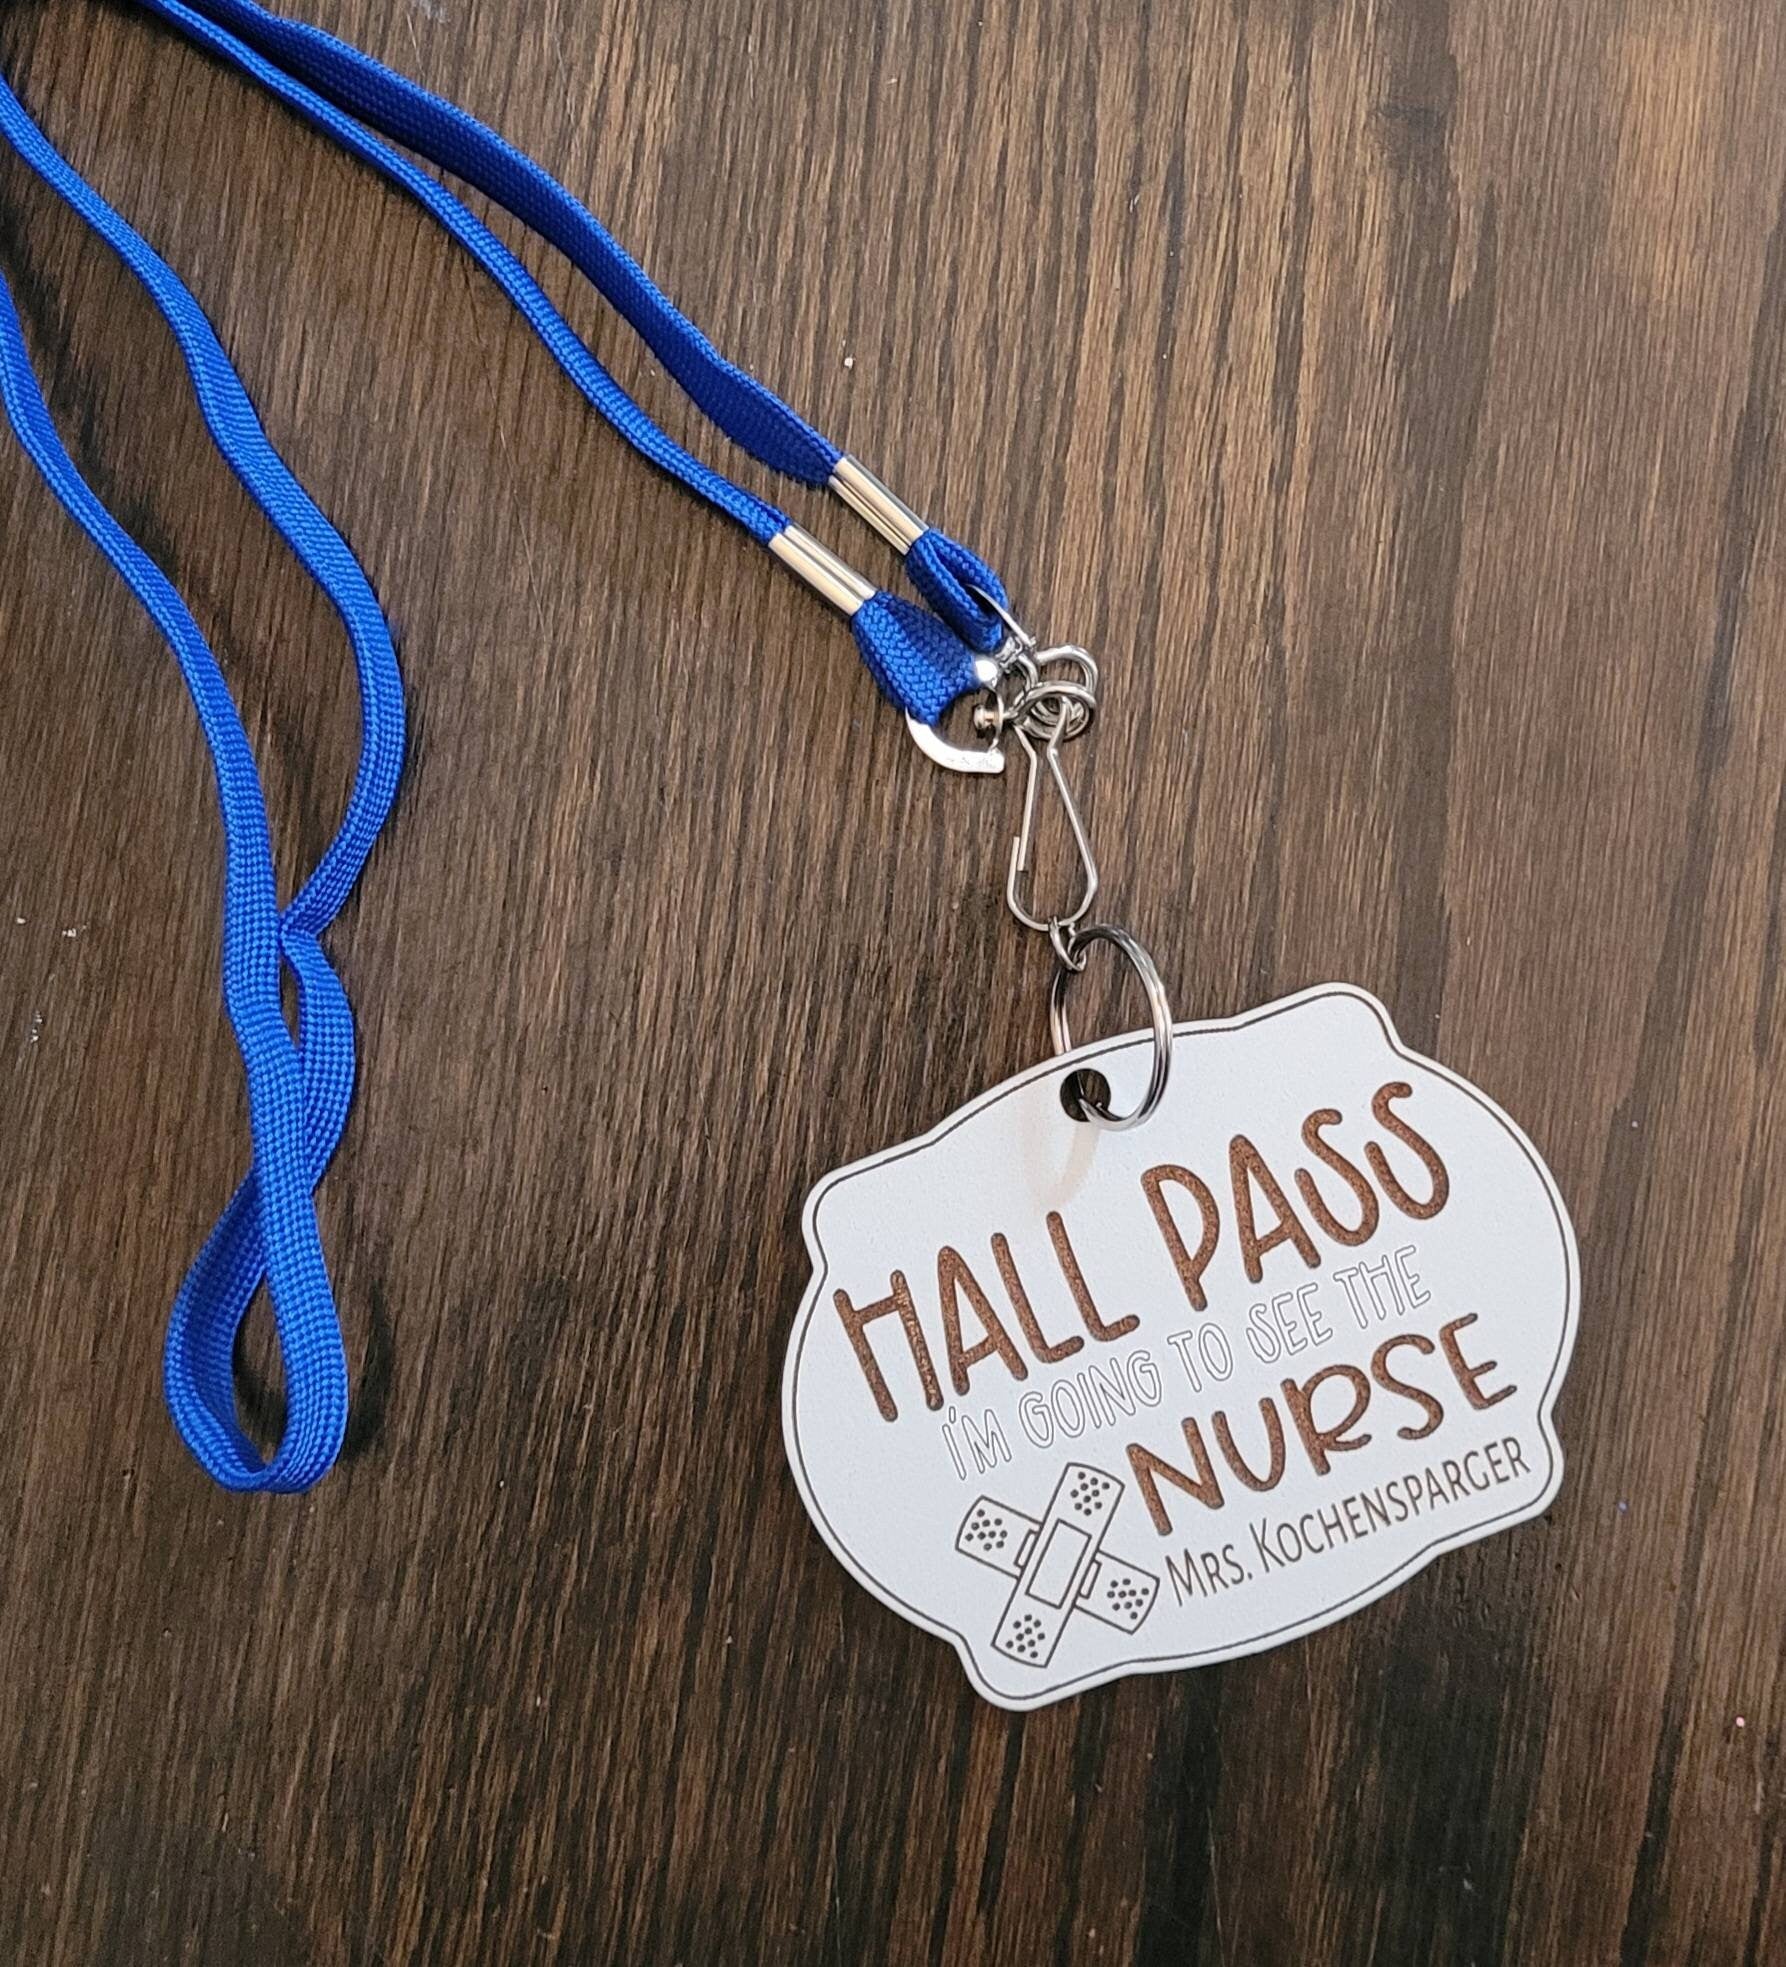 HALL PASS
I'M GOING TO SEE THE
NURSE
MRS. KOCHENSPARGER